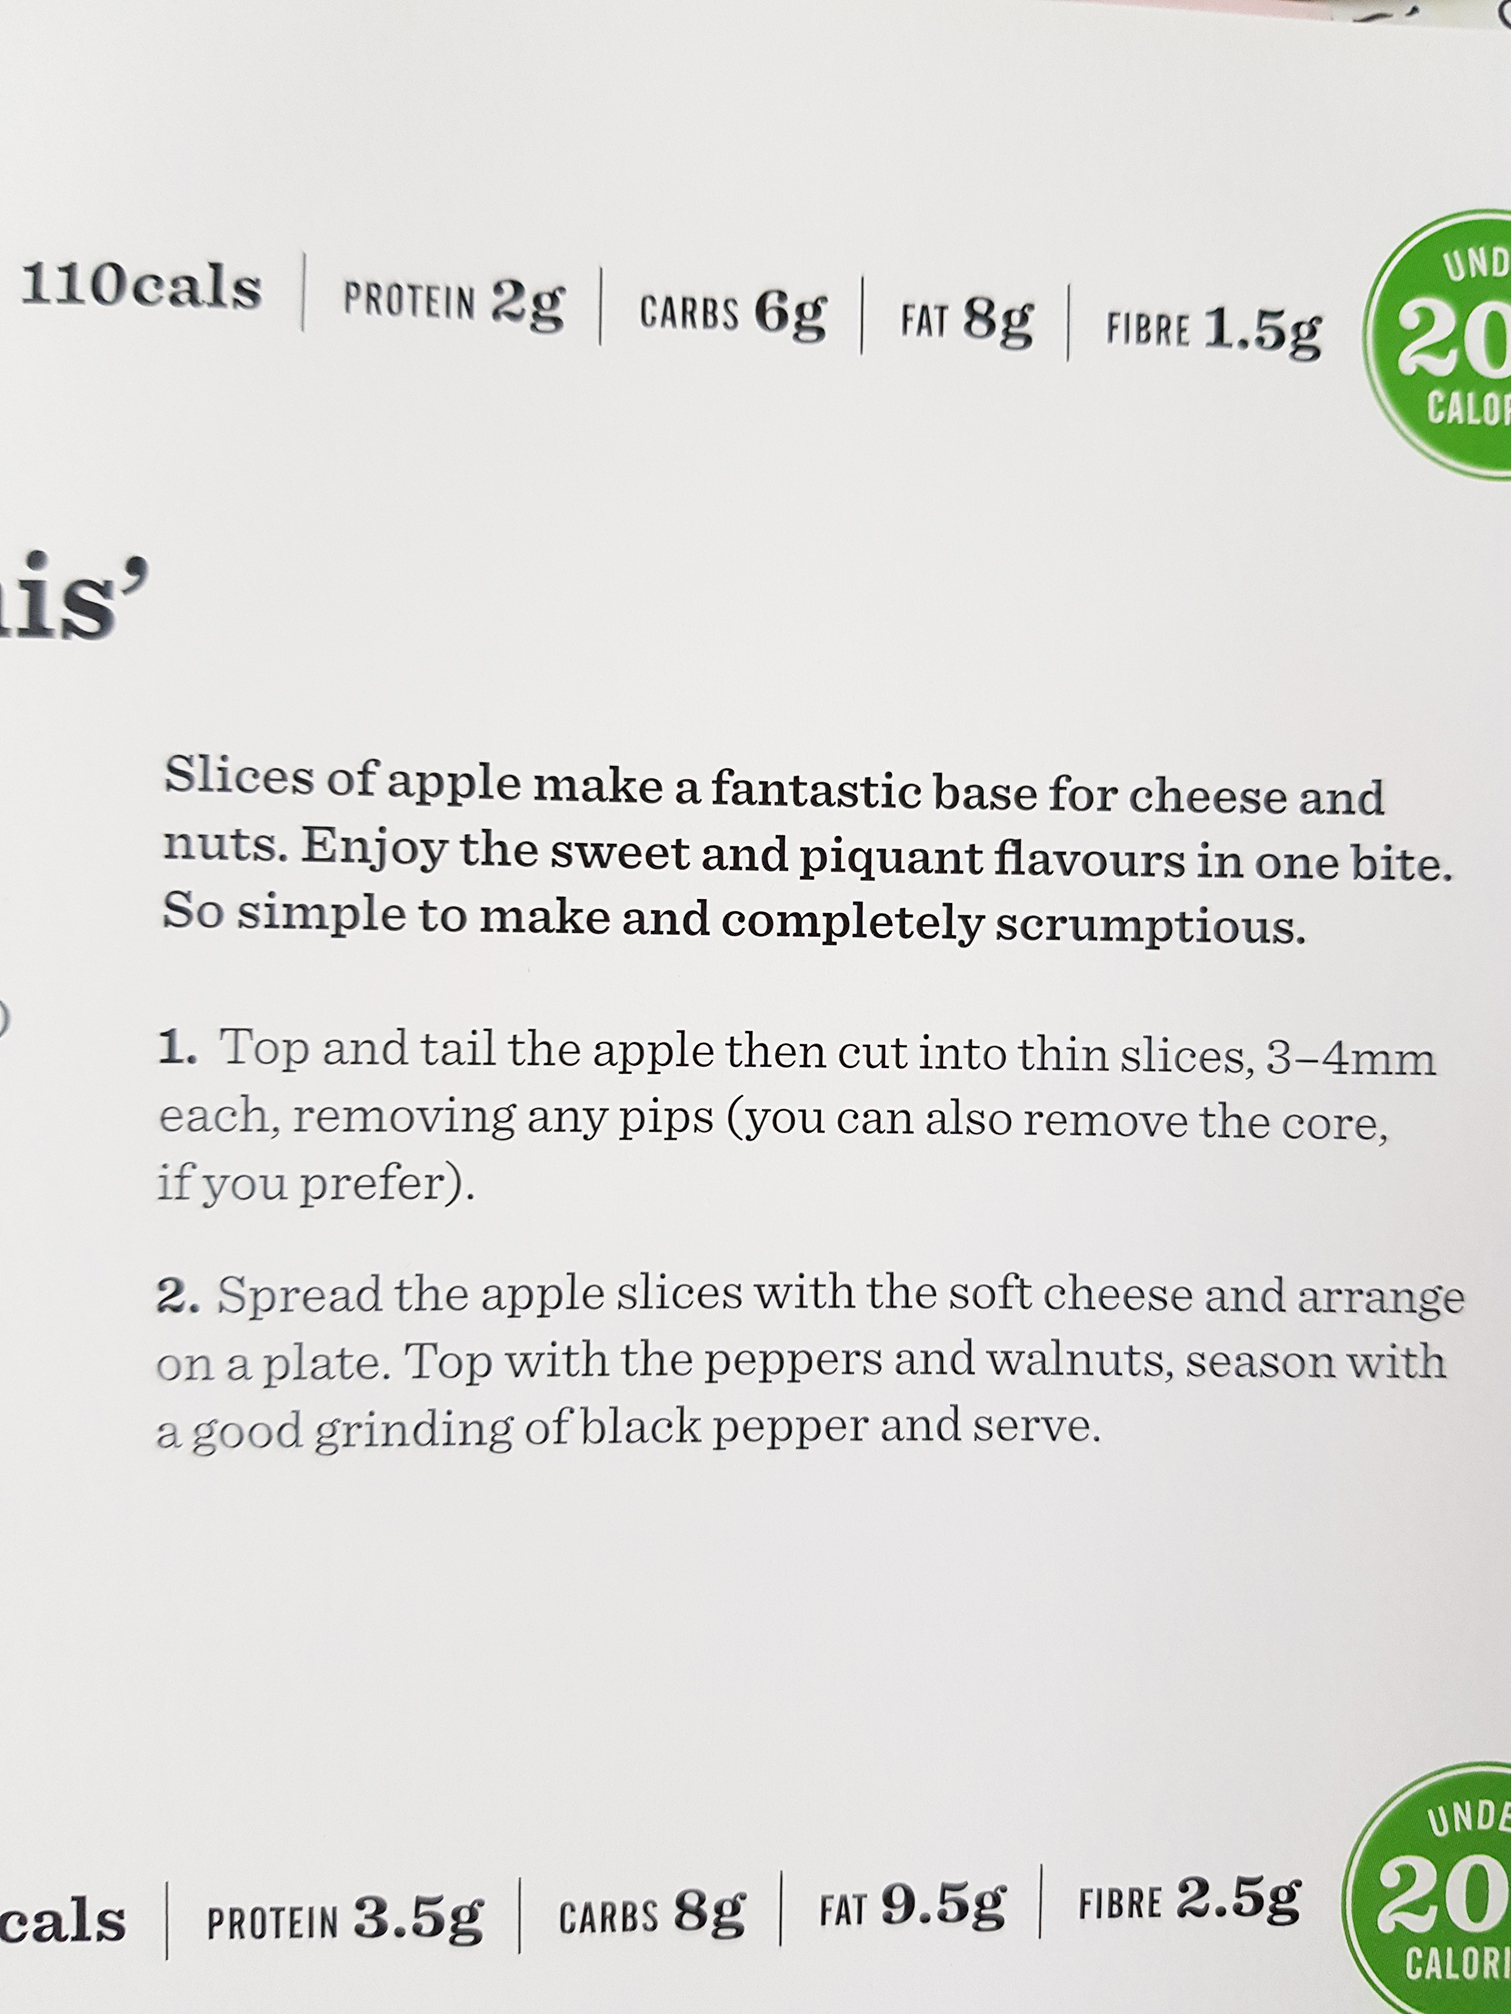 110cals | PROTEIN 2g | CARBS 6g | FAT 8g | FIBRE 1.5g
20
Slices of apple make a fantastic base for cheese and
nuts. Enjoy the sweet and piquant flavours in one bite.
So simple to make and completely scrumptious.
1. Top and tail the apple then cut into thin slices, 3–4mm
each, removing any pips (you can also remove the core,
if you prefer).
2. Spread the apple slices with the soft cheese and arrange
on a plate. Top with the peppers and walnuts, season with
a good grinding of black pepper and serve.
cals | PROTEIN 3.5g | CARBS 8g | FAT 9.5g | FIBRE 2.5g
20